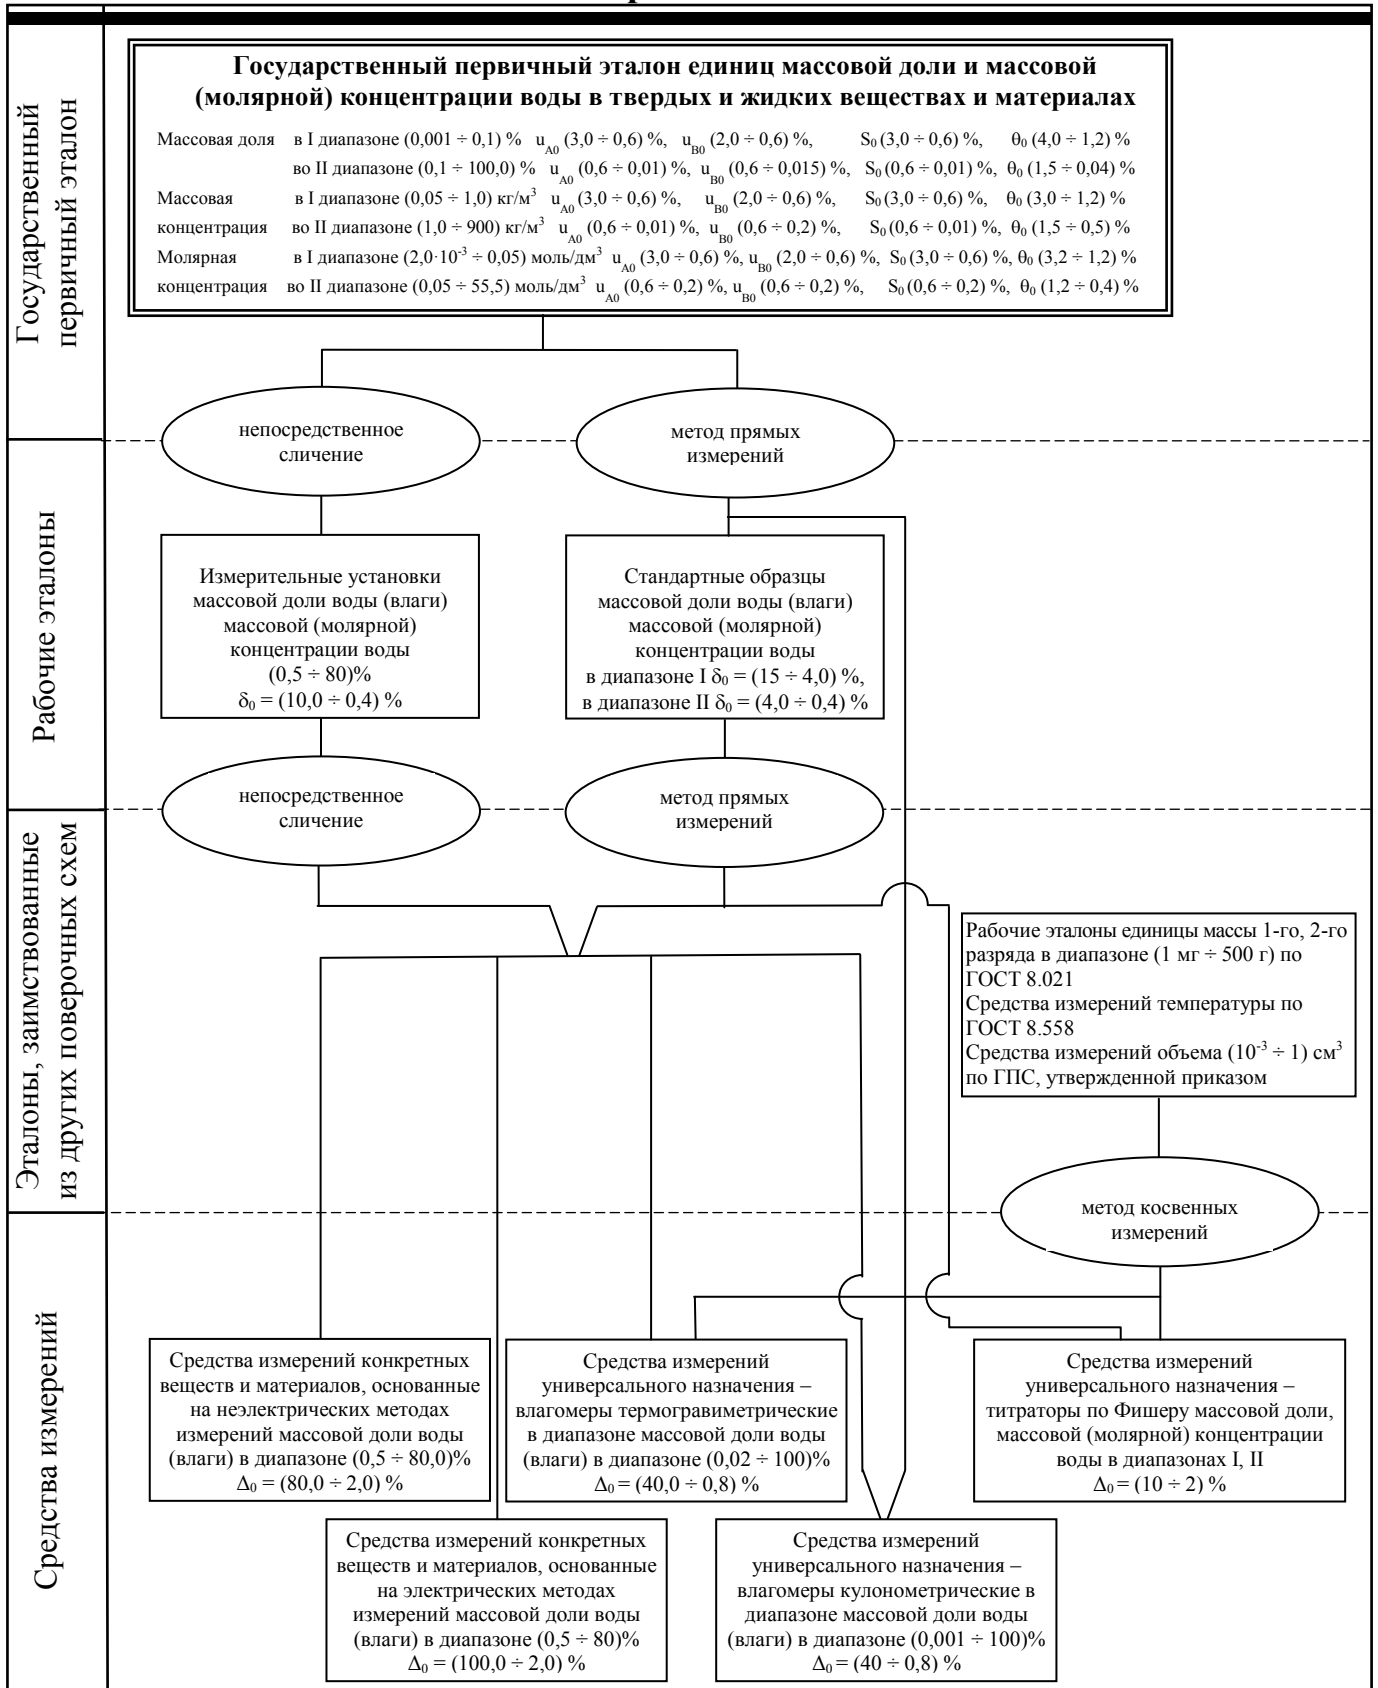 Государственный
первичный эталон
Государственный первичный эталон единиц массовой доли и массовой
(молярной) концентрации воды в твердых и жидких веществах и материалах
Массовая доля в I диапазоне (0,001 ÷ 0,1) % u_A0 (3,0 ÷ 0,6) %, u_B0 (2,0 ÷ 0,6) %, S₀ (3,0 ÷ 0,6) %, θ₀ (4,0 ÷ 1,2) %
во II диапазоне (0,1 ÷ 100,0) % u_A0 (0,6 ÷ 0,01) %, u_B0 (0,6 ÷ 0,015) %, S₀ (0,6 ÷ 0,01) %, θ₀ (1,5 ÷ 0,04) %
Массовая в I диапазоне (0,05 ÷ 1,0) кг/м³ u_A0 (3,0 ÷ 0,6) %, u_B0 (2,0 ÷ 0,6) %, S₀ (3,0 ÷ 0,6) %, θ₀ (3,0 ÷ 1,2) %
концентрация во II диапазоне (1,0 ÷ 900) кг/м³ u_A0 (0,6 ÷ 0,01) %, u_B0 (0,6 ÷ 0,2) %, S₀ (0,6 ÷ 0,01) %, θ₀ (1,5 ÷ 0,5) %
Молярная в I диапазоне (2,0·10⁻³ ÷ 0,05) моль/дм³ u_A0 (3,0 ÷ 0,6) %, u_B0 (2,0 ÷ 0,6) %, S₀ (3,0 ÷ 0,6) %, θ₀ (3,2 ÷ 1,2) %
концентрация во II диапазоне (0,05 ÷ 55,5) моль/дм³ u_A0 (0,6 ÷ 0,2) %, u_B0 (0,6 ÷ 0,2) %, S₀ (0,6 ÷ 0,2) %, θ₀ (1,2 ÷ 0,4) %
непосредственное
сличение
метод прямых
измерений
Рабочие эталоны
Измерительные установки
массовой доли воды (влаги)
массовой (молярной)
концентрации воды
(0,5 ÷ 80)%
δ₀ = (10,0 ÷ 0,4) %
Стандартные образцы
массовой доли воды (влаги)
массовой (молярной)
концентрации воды
в диапазоне I δ₀ = (15 ÷ 4,0) %,
в диапазоне II δ₀ = (4,0 ÷ 0,4) %
непосредственное
сличение
метод прямых
измерений
Эталоны, заимствованные
из других поверочных схем
Рабочие эталоны единицы массы 1-го, 2-го
разряда в диапазоне (1 мг ÷ 500 г) по
ГОСТ 8.021
Средства измерений температуры по
ГОСТ 8.558
Средства измерений объема (10⁻³ ÷ 1) см³
по ГПС, утвержденной приказом
метод косвенных
измерений
Средства измерений
Средства измерений конкретных
веществ и материалов, основанные
на неэлектрических методах
измерений массовой доли воды
(влаги) в диапазоне (0,5 ÷ 80,0)%
Δ₀ = (80,0 ÷ 2,0) %
Средства измерений
универсального назначения –
влагомеры термогравиметрические
в диапазоне массовой доли воды
(влаги) в диапазоне (0,02 ÷ 100)%
Δ₀ = (40,0 ÷ 0,8) %
Средства измерений
универсального назначения –
титраторы по Фишеру массовой доли,
массовой (молярной) концентрации
воды в диапазонах I, II
Δ₀ = (10 ÷ 2) %
Средства измерений конкретных
веществ и материалов, основанные
на электрических методах
измерений массовой доли воды
(влаги) в диапазоне (0,5 ÷ 80)%
Δ₀ = (100,0 ÷ 2,0) %
Средства измерений
универсального назначения –
влагомеры кулонометрические в
диапазоне массовой доли воды
(влаги) в диапазоне (0,001 ÷ 100)%
Δ₀ = (40 ÷ 0,8) %